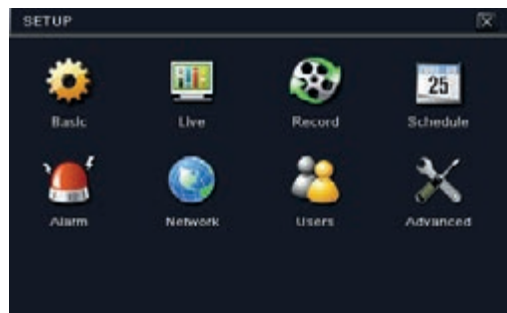 SETUP
Basic Live Record 25 Schedule
Alarm Network Users Advanced